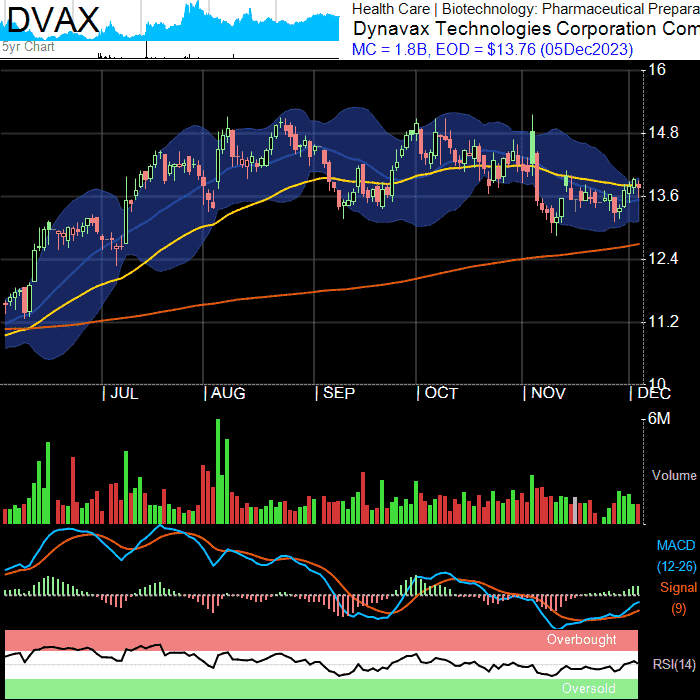 DVAX
5yr Chart
Health Care | Biotechnology: Pharmaceutical Prepara
Dynavax Technologies Corporation Com
MC = 1.8B, EOD = $13.76 (05Dec2023)
16
14.8
13.6
12.4
11.2
10
| JUL | AUG | SEP | OCT | NOV | DEC
6M
Volume
MACD
(12-26)
Signal
(9)
Overbought
RSI(14)
Oversold